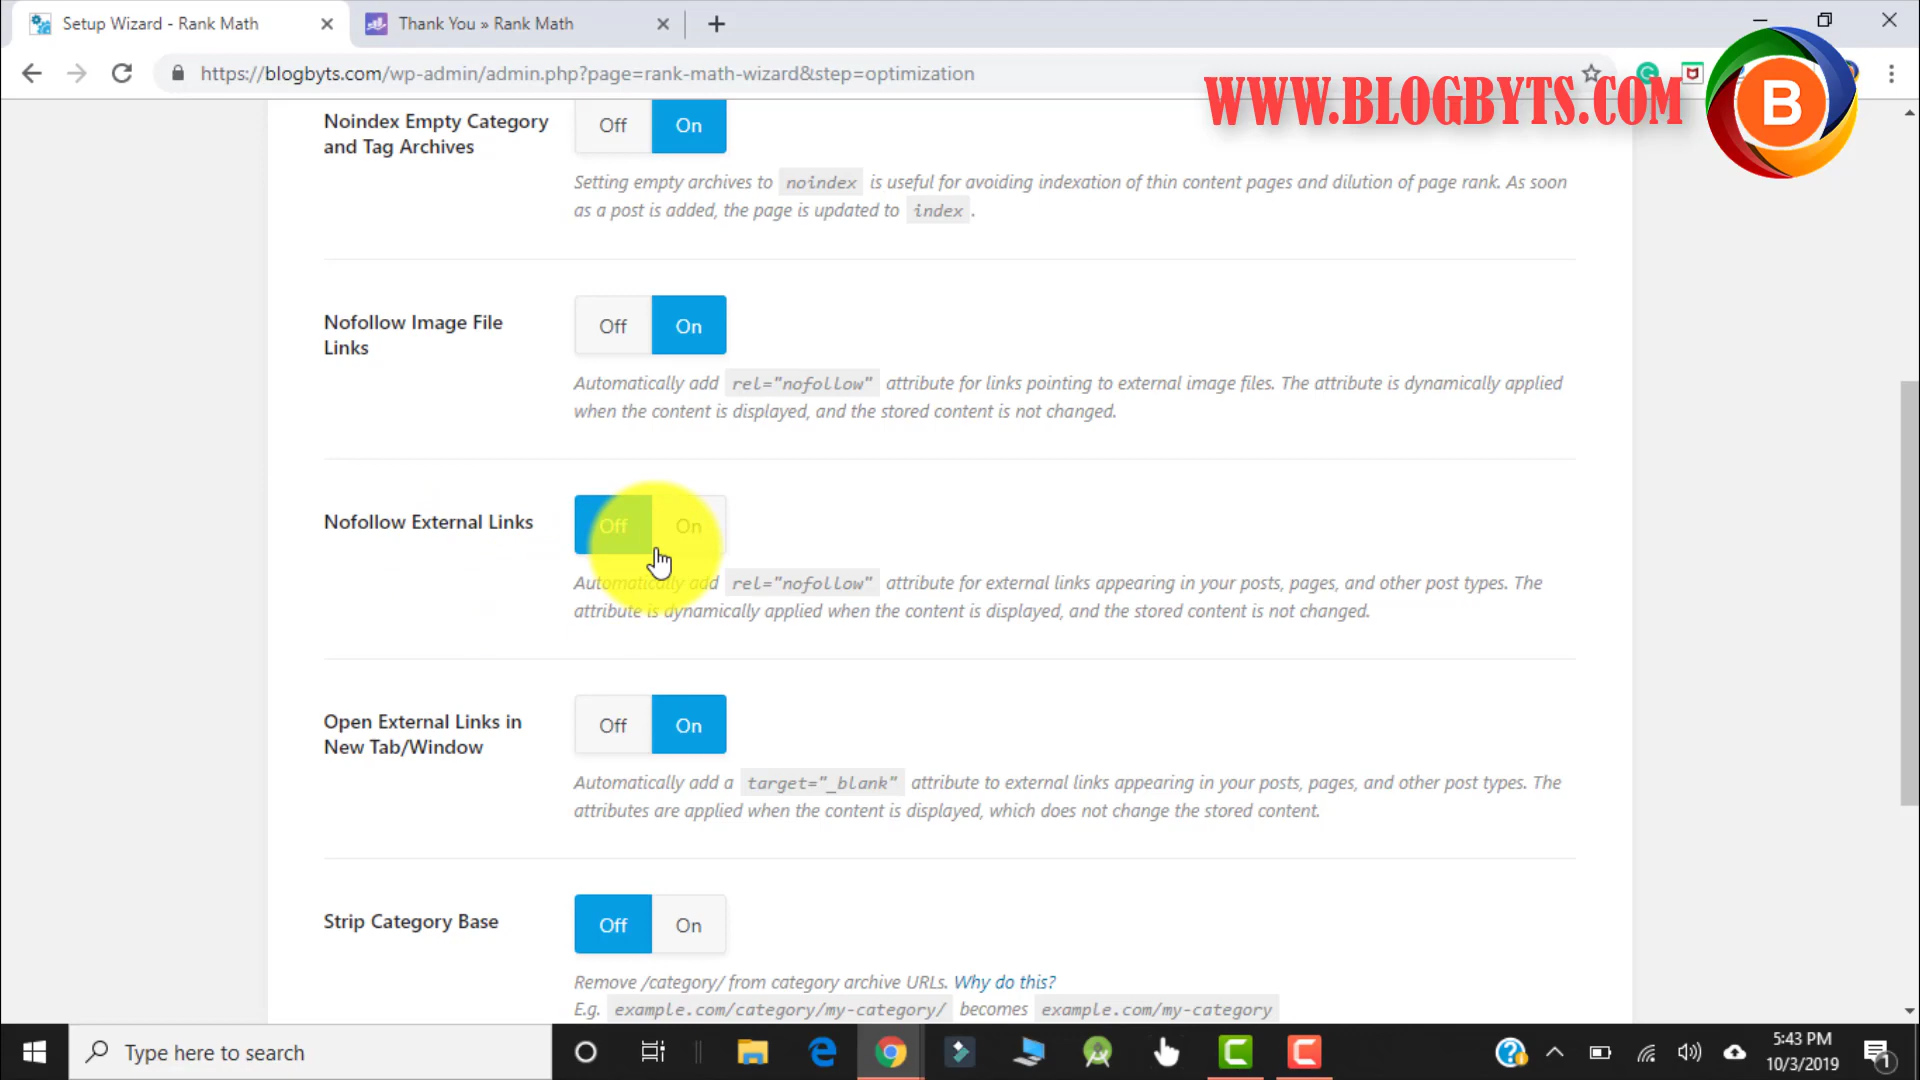 Setup Wizard - Rank Math
Thank You » Rank Math
https://blogbyts.com/wp-admin/admin.php?page=rank-math-wizard&step=optimization
WWW.BLOGBYTS.COM
B
Noindex Empty Category
and Tag Archives
Off On
Setting empty archives to noindex is useful for avoiding indexation of thin content pages and dilution of page rank. As soon
as a post is added, the page is updated to index .
Nofollow Image File
Links
Off On
Automatically add rel="nofollow" attribute for links pointing to external image files. The attribute is dynamically applied
when the content is displayed, and the stored content is not changed.
Nofollow External Links
Off On
Automatically add rel="nofollow" attribute for external links appearing in your posts, pages, and other post types. The
attribute is dynamically applied when the content is displayed, and the stored content is not changed.
Open External Links in
New Tab/Window
Off On
Automatically add a target="_blank" attribute to external links appearing in your posts, pages, and other post types. The
attributes are applied when the content is displayed, which does not change the stored content.
Strip Category Base
Off On
Remove /category/ from category archive URLs. Why do this?
E.g. example.com/category/my-category/ becomes example.com/my-category
Type here to search
5:43 PM
10/3/2019
1